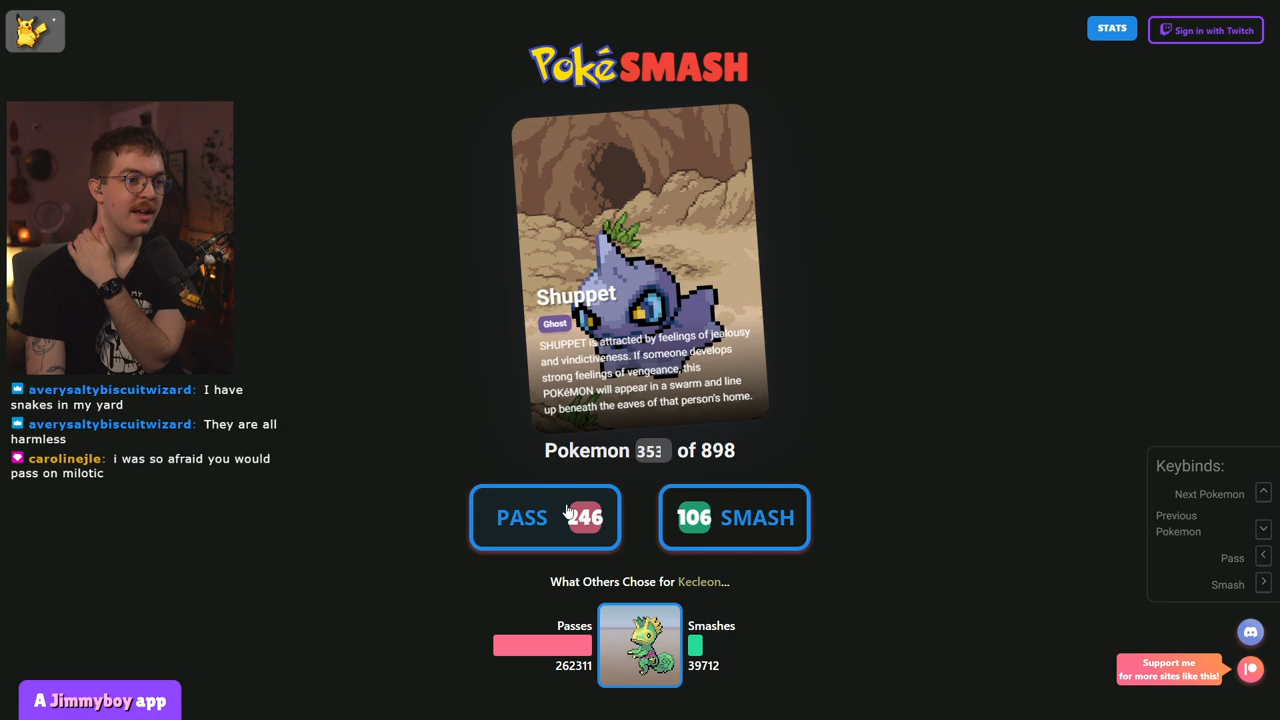 STATS
Sign in with Twitch
PokéSMASH
Shuppet
Ghost
SHUPPET is attracted by feelings of jealousy
and vindictiveness. If someone develops
strong feelings of vengeance, this
POKéMON will appear in a swarm and line
up beneath the eaves of that person's home.
averysaltybiscuitwizard: I have
snakes in my yard
averysaltybiscuitwizard: They are all
harmless
carolinejle: i was so afraid you would
pass on milotic
Pokemon 353 of 898
PASS 246
106 SMASH
What Others Chose for Kecleon...
Passes
262311
Smashes
39712
Keybinds:
Next Pokemon ^
Previous
Pokemon
Pass <
Smash >
Support me
for more sites like this!
A Jimmyboy app